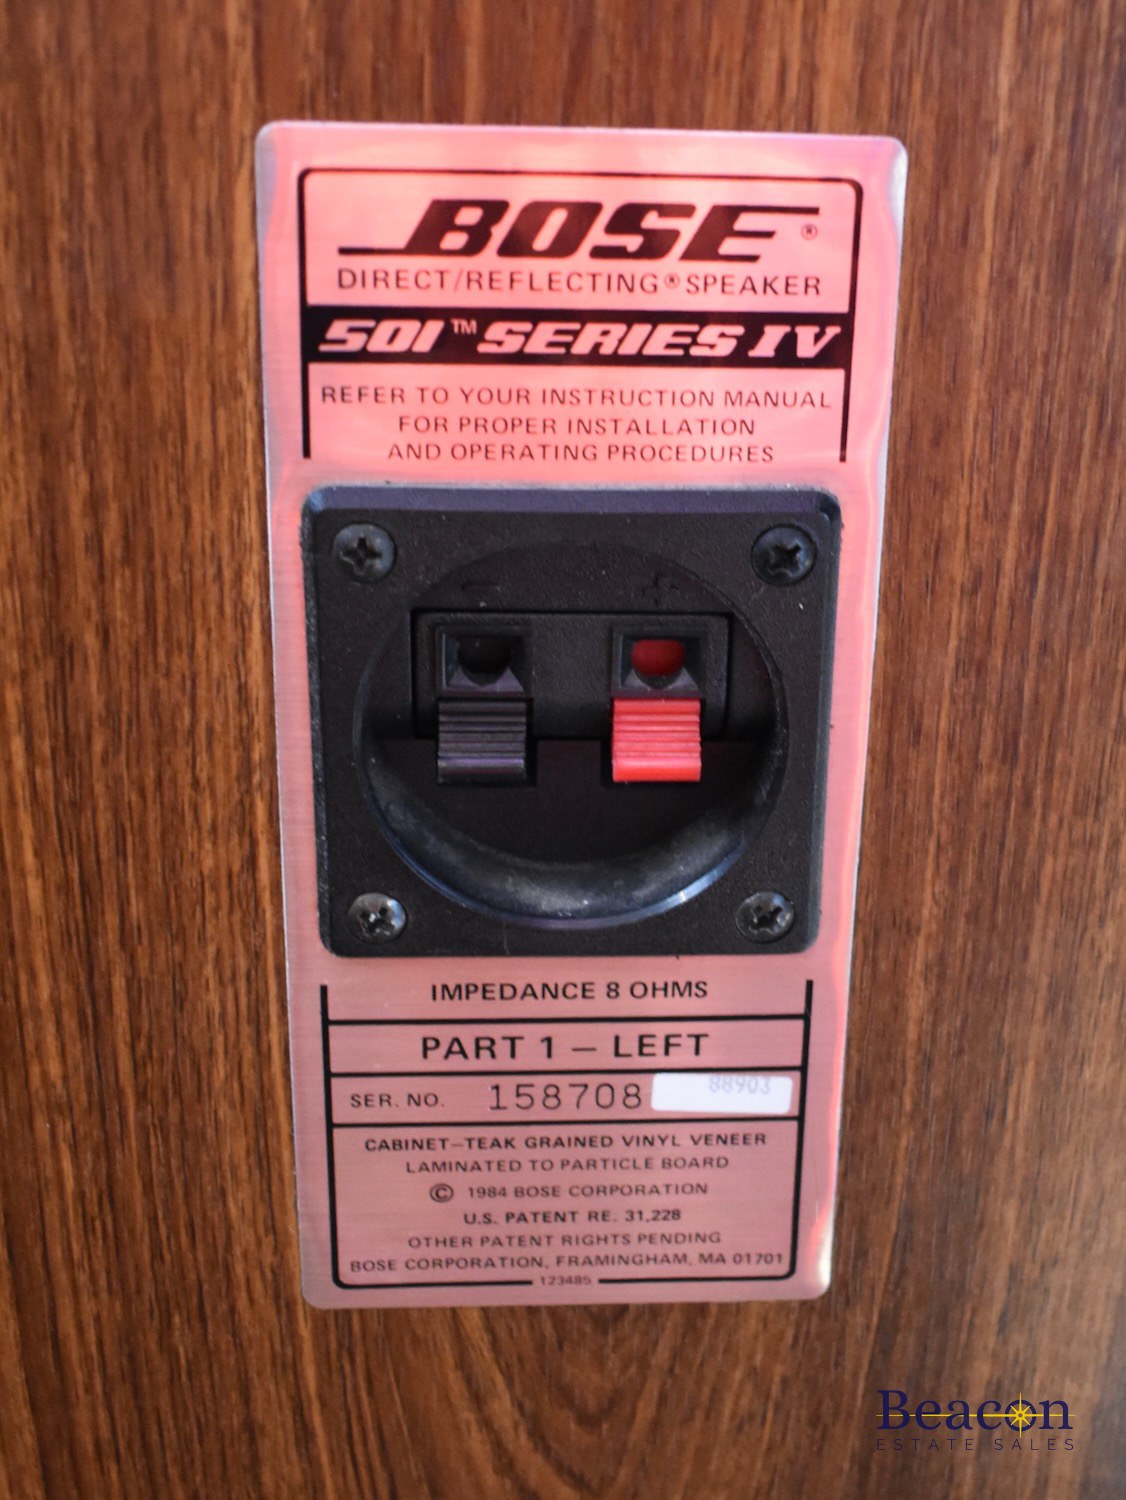 BOSE®
DIRECT/REFLECTING® SPEAKER
501™ SERIES IV
REFER TO YOUR INSTRUCTION MANUAL
FOR PROPER INSTALLATION
AND OPERATING PROCEDURES
- +
IMPEDANCE 8 OHMS
PART 1 – LEFT
SER. NO. 158708 88903
CABINET–TEAK GRAINED VINYL VENEER
LAMINATED TO PARTICLE BOARD
© 1984 BOSE CORPORATION
U.S. PATENT RE. 31,228
OTHER PATENT RIGHTS PENDING
BOSE CORPORATION, FRAMINGHAM, MA 01701
123485
Beacon
ESTATE SALES